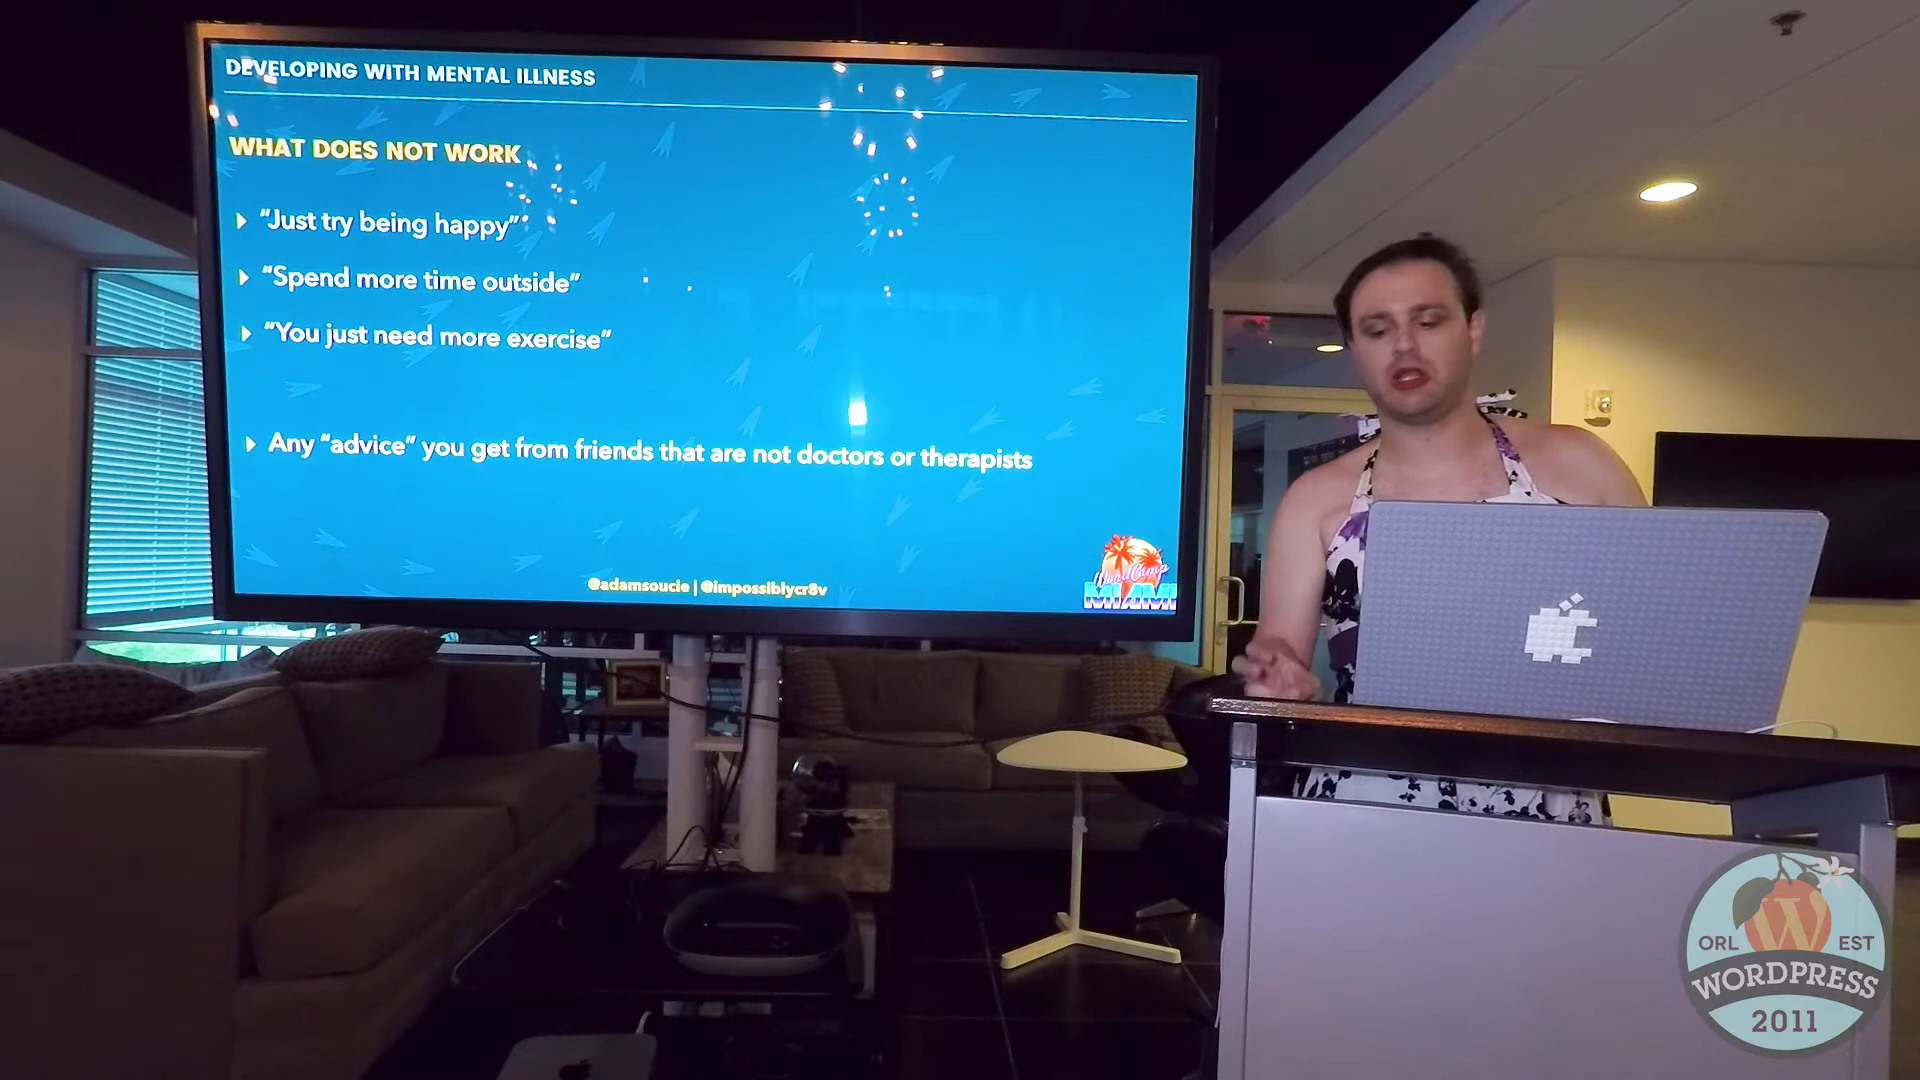 DEVELOPING WITH MENTAL ILLNESS
WHAT DOES NOT WORK
“Just try being happy”
“Spend more time outside”
“You just need more exercise”
Any “advice” you get from friends that are not doctors or therapists
@adamsoucie | @impossiblycr8v
WordCamp
MIAMI
ORL W EST
WORDPRESS
2011